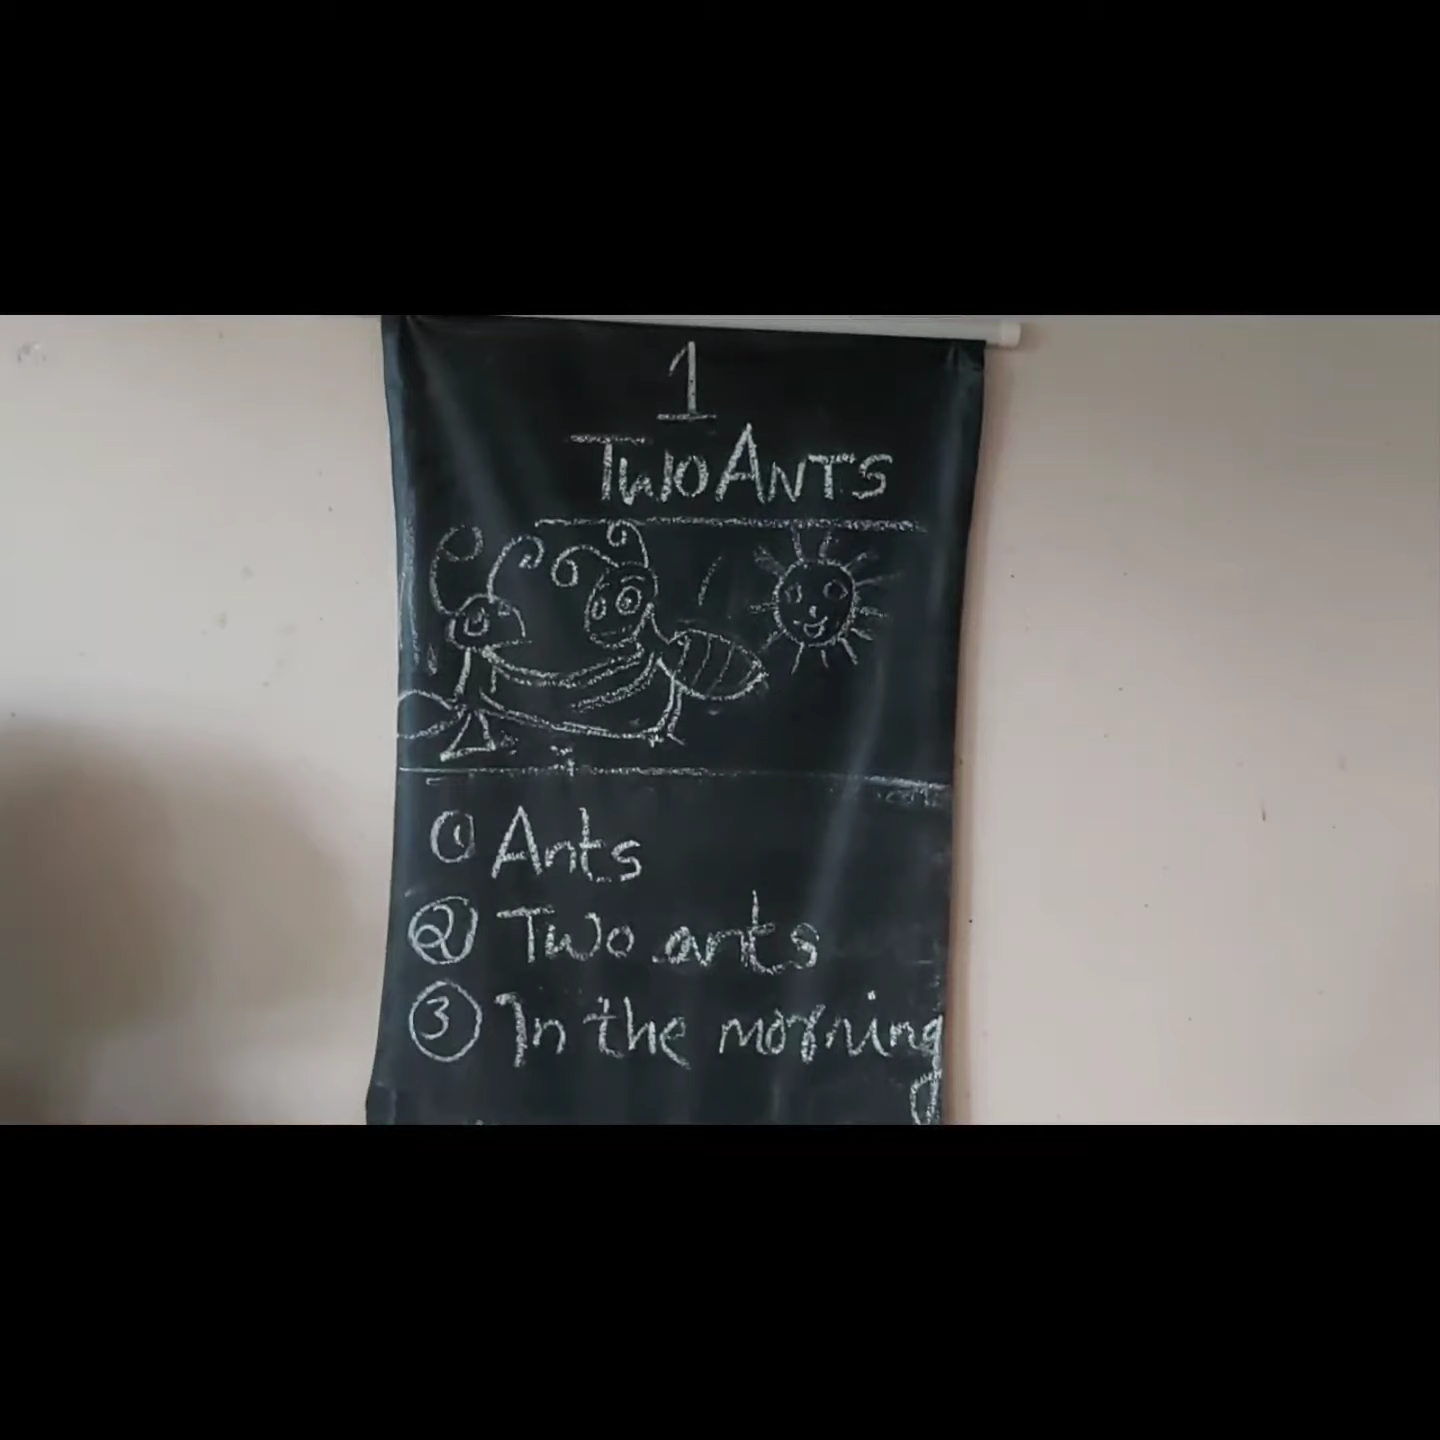 1
TWO ANTS
① Ants
② Two ants
③ In the morning